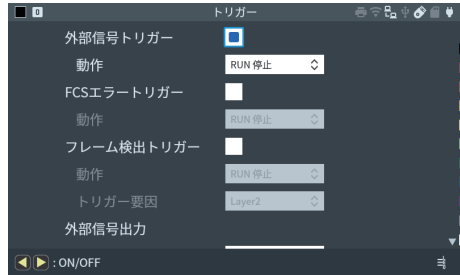 0 トリガー
外部信号トリガー
動作 RUN 停止
FCSエラートリガー
動作 RUN 停止
フレーム検出トリガー
動作 RUN 停止
トリガー要因 Layer2
外部信号出力
: ON/OFF